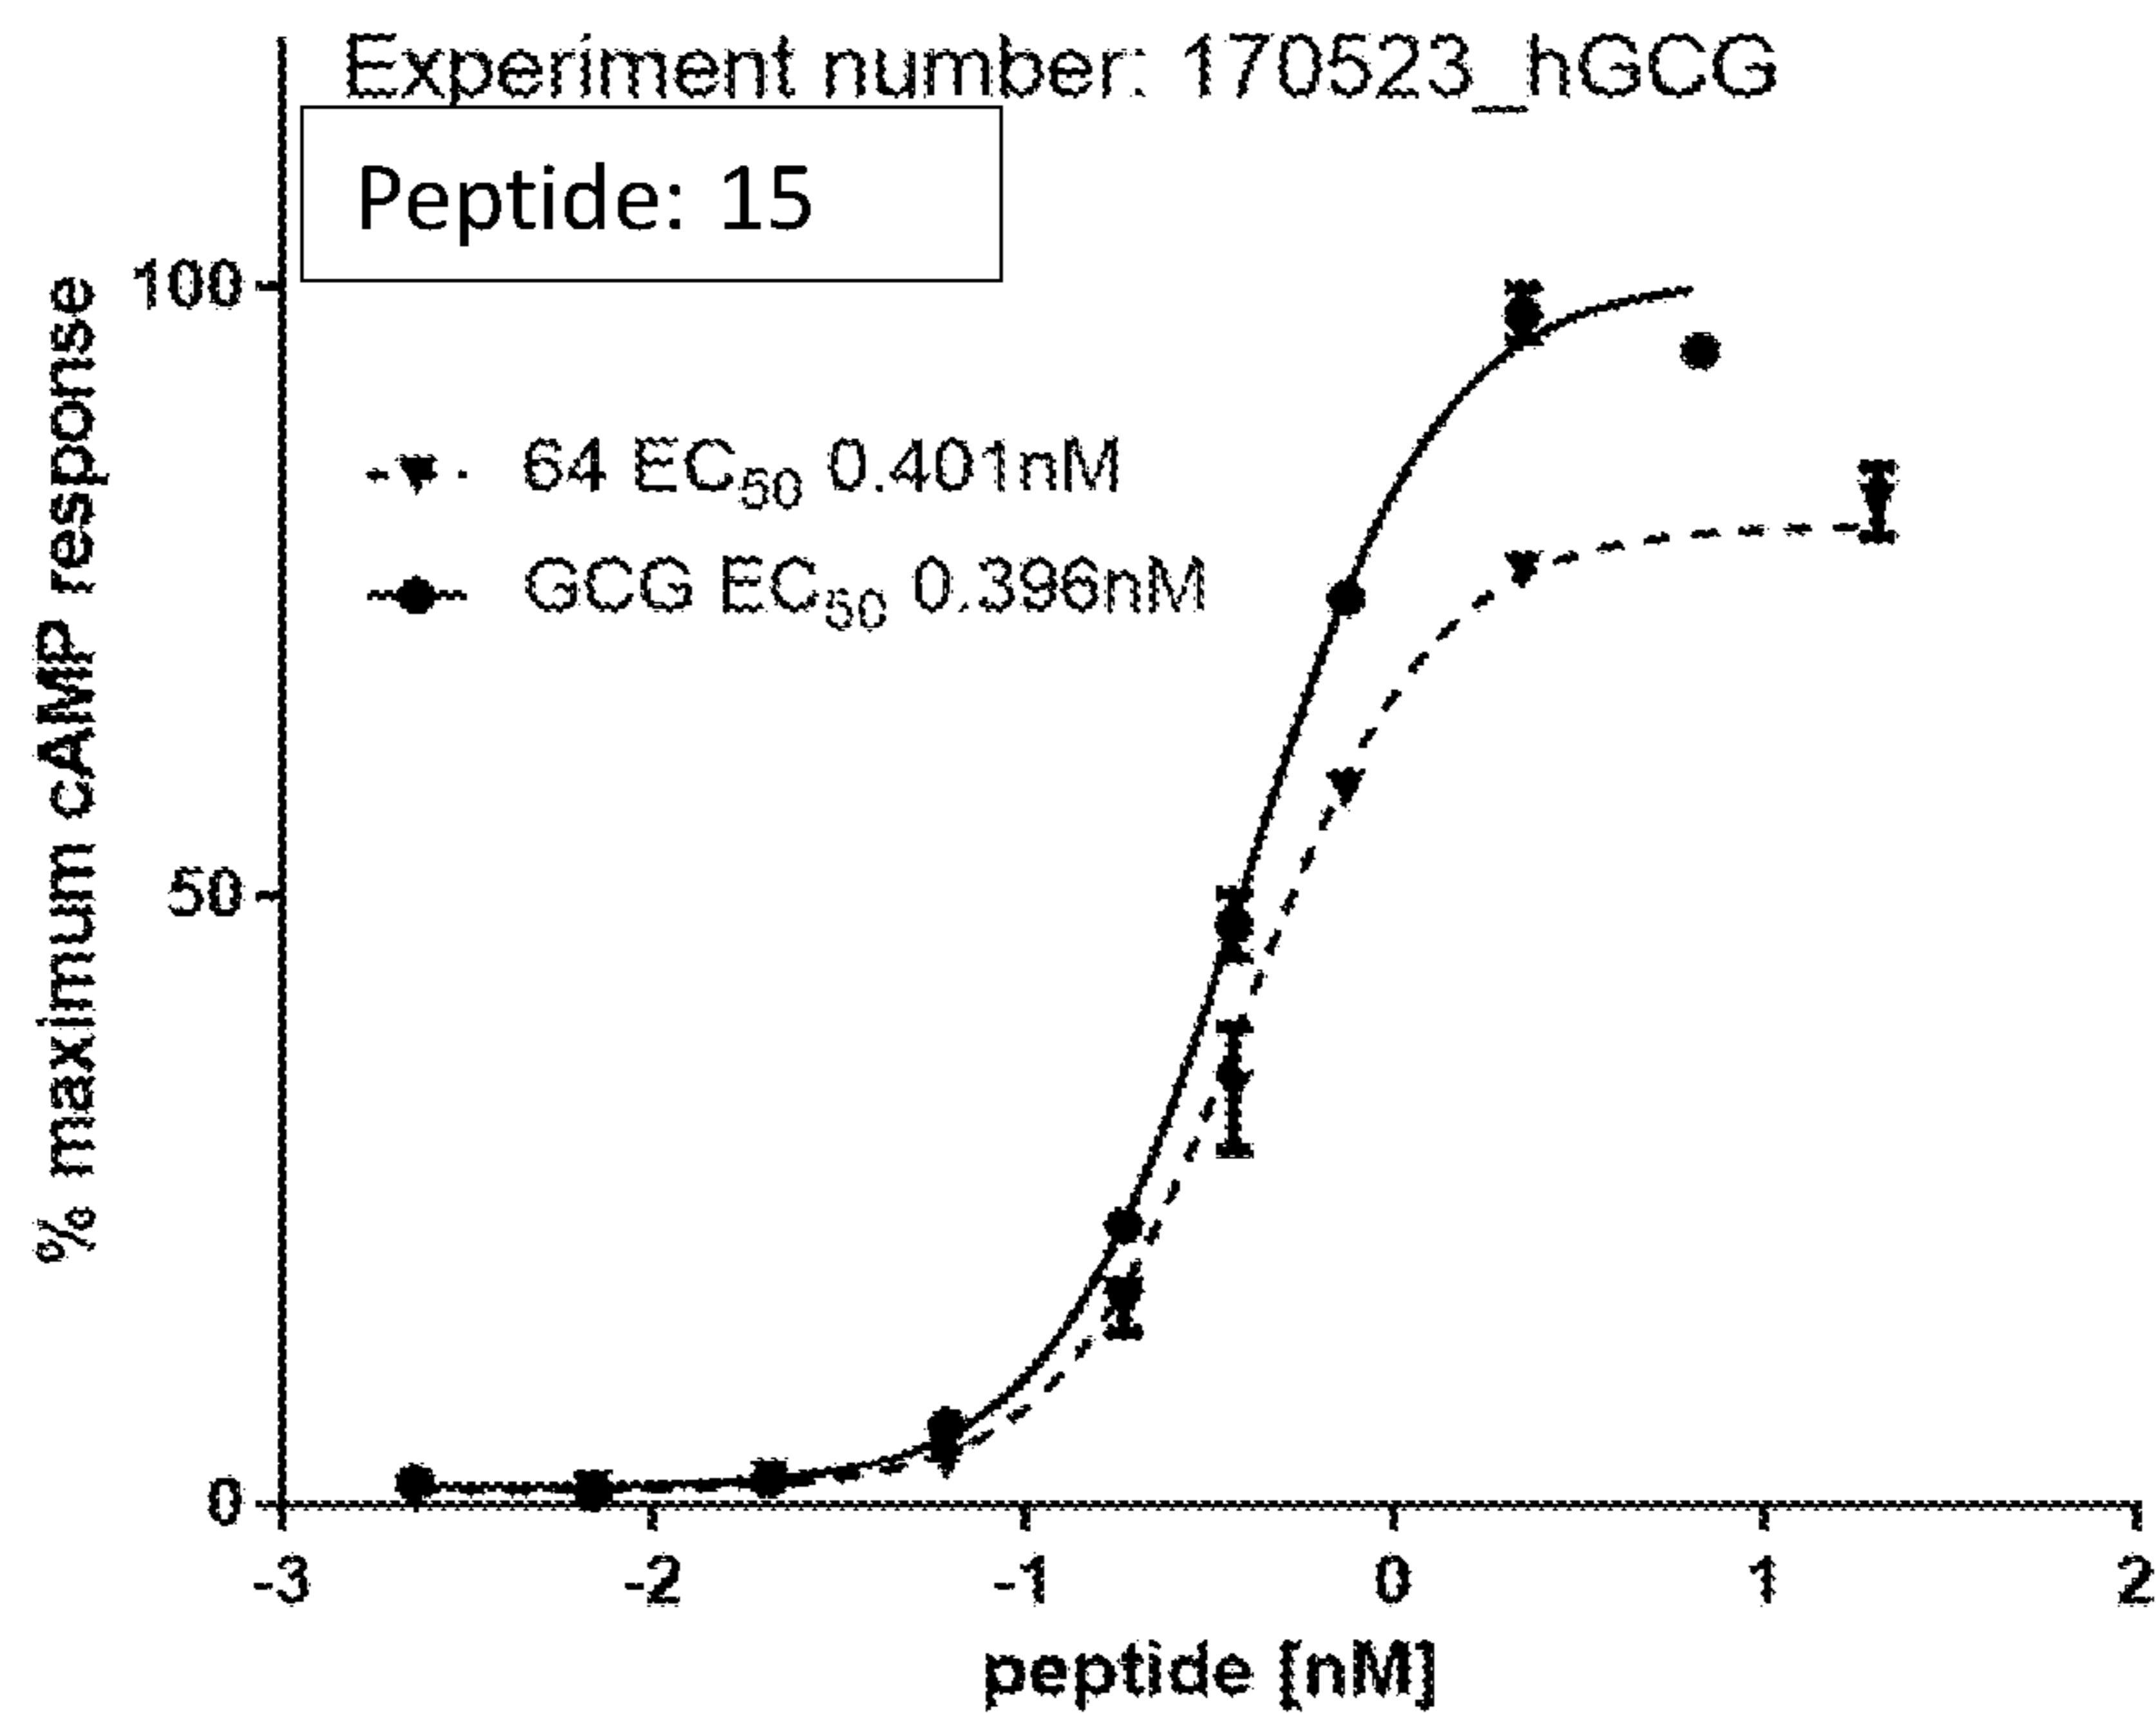 Experiment number: 170523_hGCG
Peptide: 15
% maximum cAMP response
100
50
0
64 EC50 0.401nM
GCG EC50 0.396nM
-3 -2 -1 0 1 2
peptide [nM]